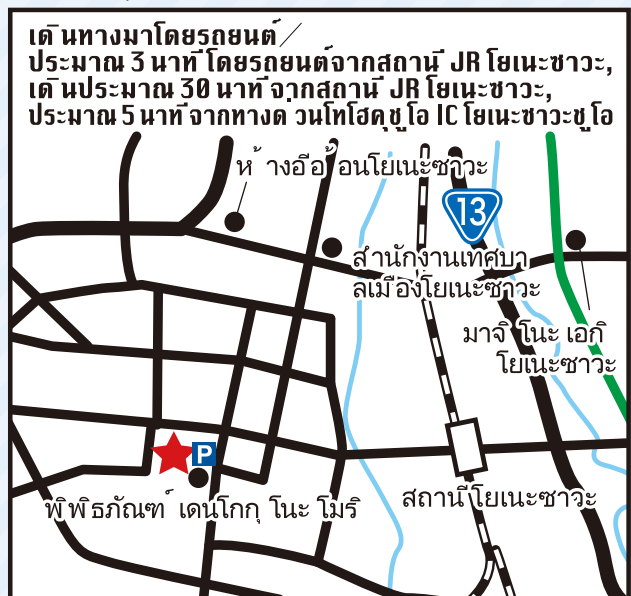 เดินทางมาโดยรถยนต์／
ประมาณ 3 นาทีโดยรถยนต์จากสถานี JR โยเนะซาวะ,
เดินประมาณ 30 นาทีจากสถานี JR โยเนะซาวะ,
ประมาณ 5 นาทีจากทางด่วนโทโฮคุชูโอ IC โยเนะซาวะชูโอ
ห้างอีอ้อนโยเนะซาวะ
13
สำนักงานเทศบา
ลเมืองโยเนะซาวะ
มาจิ โนะ เอกิ
โยเนะซาวะ
P
สถานีโยเนะซาวะ
พิพิธภัณฑ์ เดนโกกุ โนะ โมริ